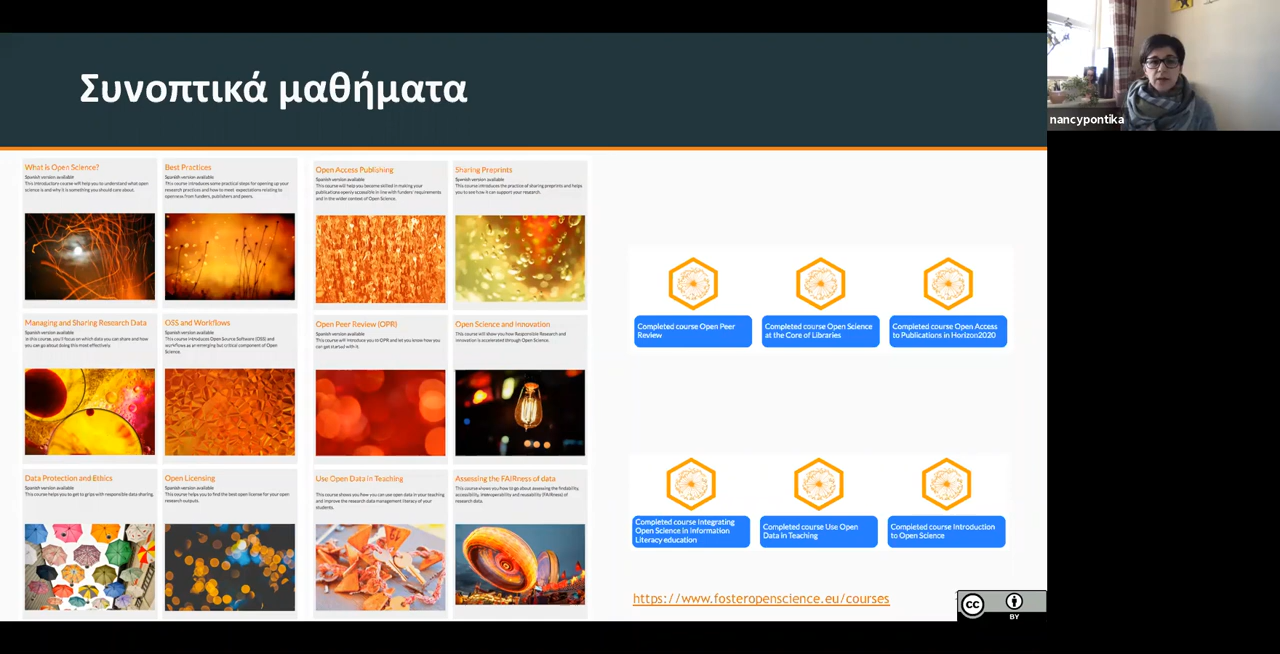 Συνοπτικά μαθήματα
nancypontika
What is Open Science?
Spanish version available
This introductory course will help you to understand what open
science is and why it is something you should care about.
Best Practices
Spanish version available
This course introduces some practical steps for opening up your
research practices and how to meet expectations relating to
openness from funders, publishers and peers.
Open Access Publishing
Spanish version available
This course will help you become skilled in making your
publications openly accessible in line with funders' requirements
and in the wider context of Open Science.
Sharing Preprints
Spanish version available
This course introduces the practice of sharing preprints and helps
you to see how it can support your research.
Managing and Sharing Research Data
Spanish version available
In this course, you'll focus on which data you can share and how
you can go about doing this most effectively.
OSS and Workflows
Spanish version available
This course introduces Open Source Software (OSS) and
workflows as an emerging but critical component of Open
Science.
Open Peer Review (OPR)
Spanish version available
This course will introduce you to OPR and let you know how you
can get started with it.
Open Science and Innovation
This course will show you how Responsible Research and
Innovation is accelerated through Open Science.
Data Protection and Ethics
Spanish version available
This course helps you to get to grips with responsible data sharing.
Open Licensing
Spanish version available
This course helps you to find the best open license for your open
research outputs.
Use Open Data in Teaching
This course shows you how you can use open data in your teaching
and improve the research data management literacy of your
students.
Assessing the FAIRness of data
This course shows you how to go about assessing the findability,
accessibility, interoperability and reusability (FAIRness) of
research data.
Completed course Open Peer
Review
Completed course Open Science
at the Core of Libraries
Completed course Open Access
to Publications in Horizon2020
Completed course Integrating
Open Science in Information
Literacy education
Completed course Use Open
Data in Teaching
Completed course Introduction
to Open Science
https://www.fosteropenscience.eu/courses
cc
BY